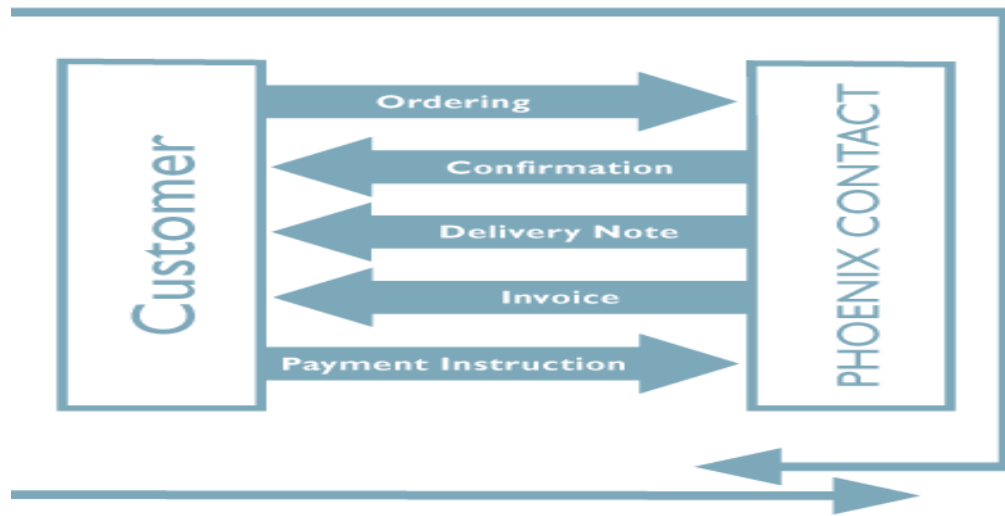 Customer
Ordering
Confirmation
Delivery Note
Invoice
Payment Instruction
PHOENIX CONTACT